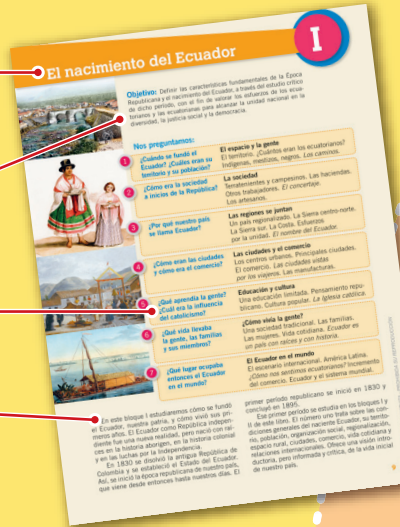 El nacimiento del Ecuador
I
Objetivo: Definir las características fundamentales de la Época
Republicana y el nacimiento del Ecuador, a través del estudio crítico
de dicho período, con el fin de valorar los esfuerzos de los ecua-
torianos y las ecuatorianas para alcanzar la unidad nacional en la
diversidad, la justicia social y la democracia.
Nos preguntamos:
1
¿Cuándo se fundó el
Ecuador? ¿Cuáles eran su
territorio y su población?
El espacio y la gente
El territorio. ¿Cuántos eran los ecuatorianos?
Indígenas, mestizos, negros. Los caminos.
2
¿Cómo era la sociedad
a inicios de la República?
La sociedad
Terratenientes y campesinos. Las haciendas.
Otros trabajadores. El concertaje.
Los artesanos.
3
¿Por qué nuestro país
se llama Ecuador?
Las regiones se juntan
Un país regionalizado. La Sierra centro-norte.
La Sierra sur. La Costa. Esfuerzos
por la unidad. El nombre del Ecuador.
4
¿Cómo eran las ciudades
y cómo era el comercio?
Las ciudades y el comercio
Los centros urbanos. Principales ciudades.
El comercio. Las ciudades vistas
por los viajeros. Las manufacturas.
5
¿Qué aprendía la gente?
¿Cuál era la influencia
del catolicismo?
Educación y cultura
Una educación limitada. Pensamiento repu-
blicano. Cultura popular. La Iglesia católica.
6
¿Qué vida llevaba
la gente, las familias
y sus miembros?
¿Cómo vivía la gente?
Una sociedad tradicional. Las familias.
Las mujeres. Vida cotidiana. Ecuador es
un país con raíces y con historia.
7
¿Qué lugar ocupaba
entonces el Ecuador
en el mundo?
El Ecuador en el mundo
El escenario internacional. América Latina.
¿Cómo nos sentimos ecuatorianos? Incremento
del comercio. Ecuador y el sistema mundial.
En este bloque I estudiaremos cómo se fundó
el Ecuador, nuestra patria, y cómo vivió sus pri-
meros años. El Ecuador como República indepen-
diente fue una nueva realidad, pero nació con raí-
ces en la historia aborigen, en la historia colonial
y en las luchas por la Independencia.
En 1830 se disolvió la antigua República de
Colombia y se estableció el Estado del Ecuador.
Así, se inició la época republicana de nuestro país,
que viene desde entonces hasta nuestros días. El
primer período republicano se inició en 1830 y
concluyó en 1895.
Este primer período se estudia en los bloques I y
II de este libro. El número uno trata sobre las con-
diciones generales del naciente Ecuador, su territo-
rio, población, organización social, regionalización,
espacio rural, ciudades, comercio, vida cotidiana y
relaciones internacionales. Ofrece una visión intro-
ductoria, pero informada y crítica, de la vida inicial
de nuestro país.
9